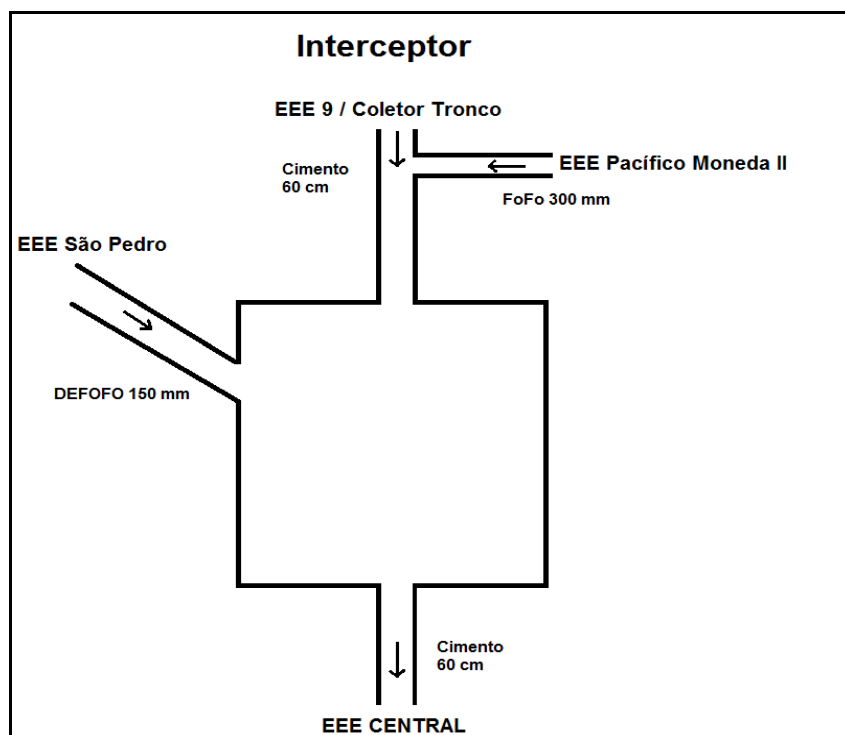 Interceptor
EEE 9 / Coletor Tronco
Cimento
60 cm
EEE Pacífico Moneda II
FoFo 300 mm
EEE São Pedro
DEFOFO 150 mm
Cimento
60 cm
EEE CENTRAL